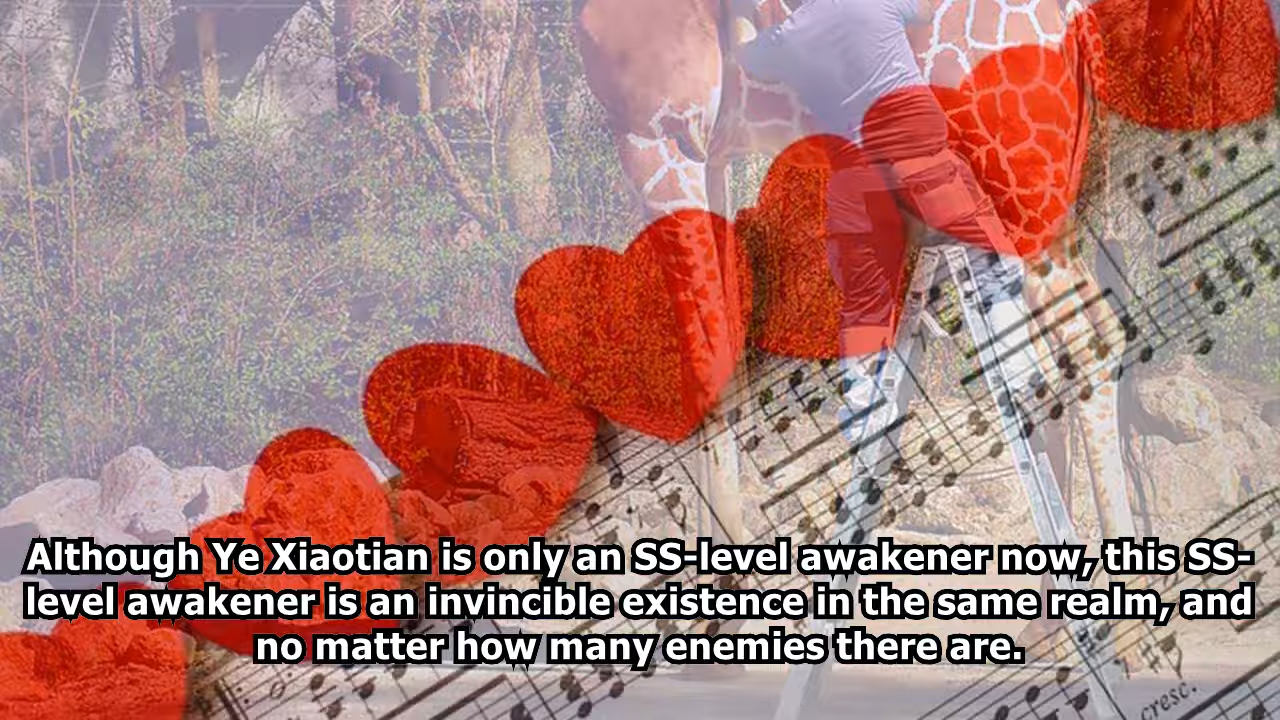 Although Ye Xiaotian is only an SS-level awakener now, this SS-
level awakener is an invincible existence in the same realm, and
no matter how many enemies there are.
cresc.